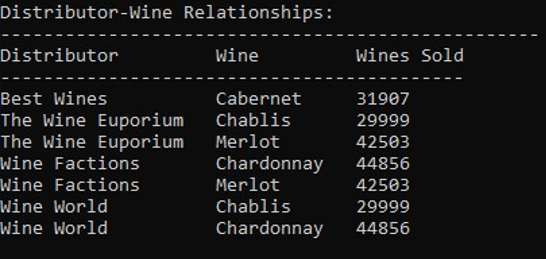 Distributor-Wine Relationships:
--------------------------------------------------
Distributor Wine Wines Sold
-------------------------------------------
Best Wines Cabernet 31907
The Wine Euporium Chablis 29999
The Wine Euporium Merlot 42503
Wine Factions Chardonnay 44856
Wine Factions Merlot 42503
Wine World Chablis 29999
Wine World Chardonnay 44856